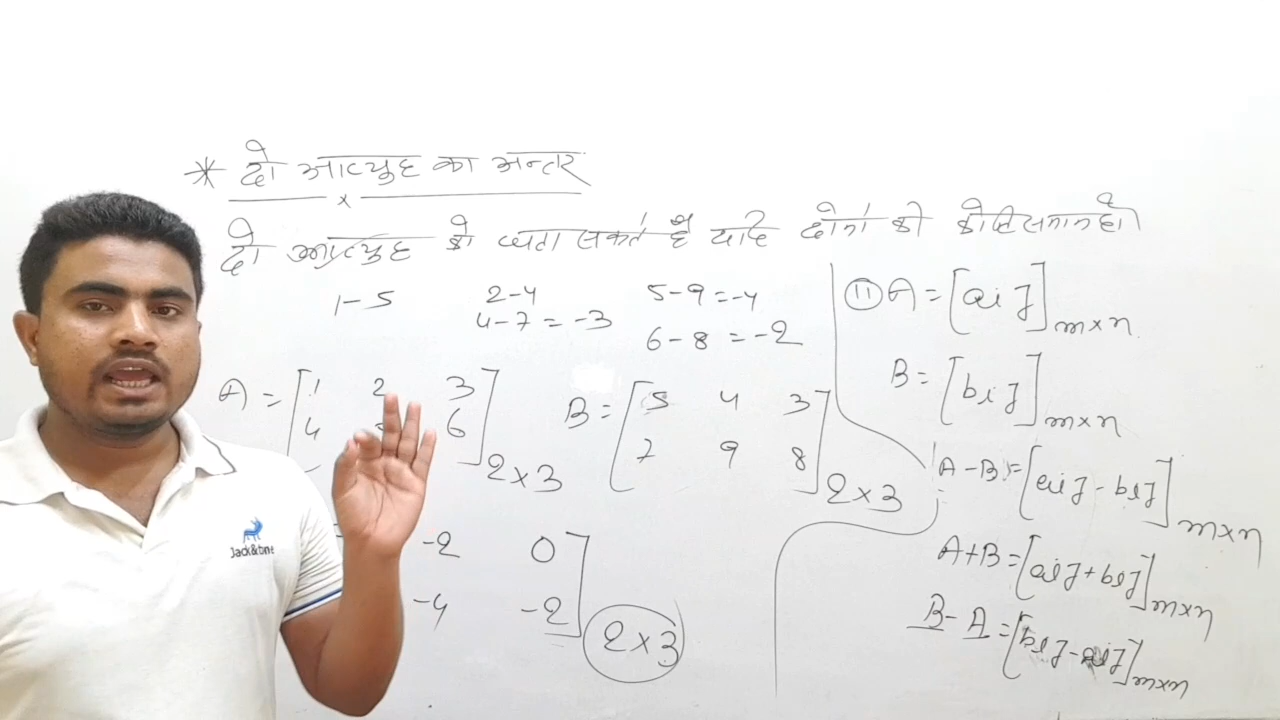 * दो आव्यूह का अन्तर
दो आव्यूह को घटा सकते हैं यदि दोनों की कोटि समान हो।
1-5
2-4
4-7 = -3
5-9 = -4
6-8 = -2
A = [1 2 3
4 6] 2×3
B = [5 4 3
7 9 8] 2×3
-2 0
-4 -2] 2×3
(ii) A = [aij] m×n
B = [bij] m×n
A-B = [aij - bij] m×n
A+B = [aij + bij] m×n
B-A = [bij - aij] m×n
Jack&Jone